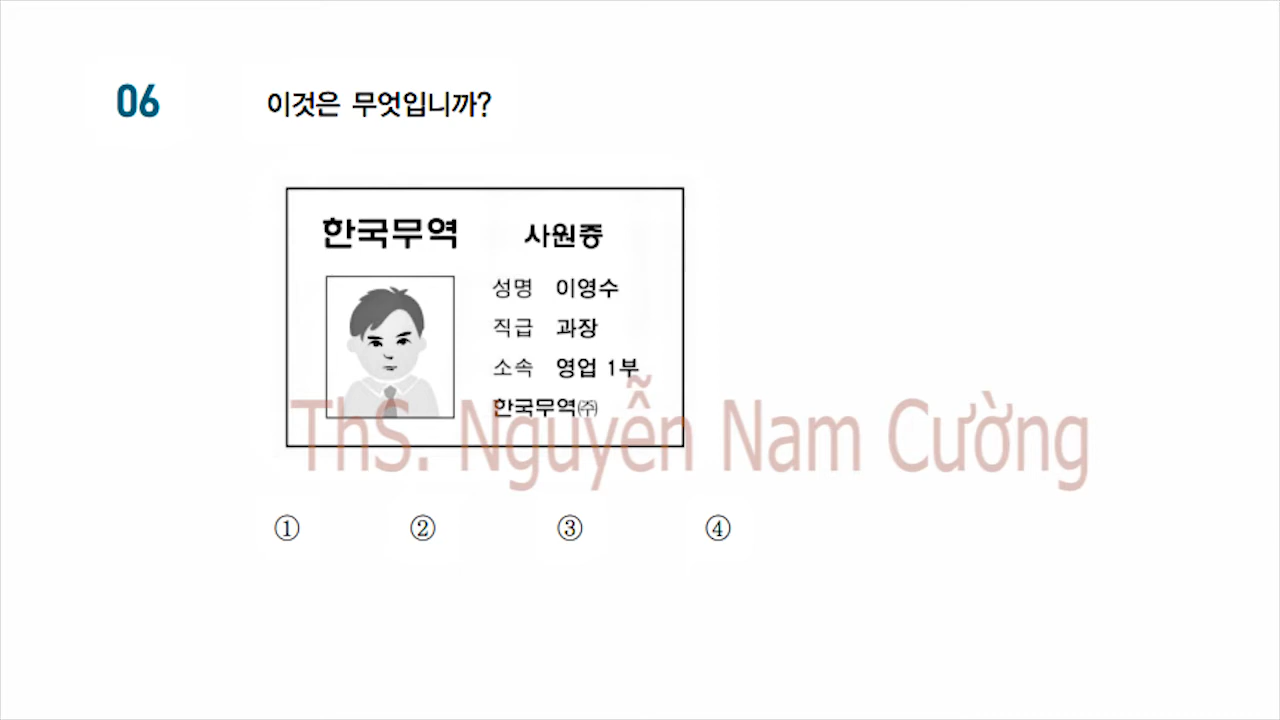 06 이것은 무엇입니까?
한국무역 사원증
성명 이영수
직급 과장
소속 영업 1부
한국무역㈜
ThS. Nguyễn Nam Cường
① ② ③ ④